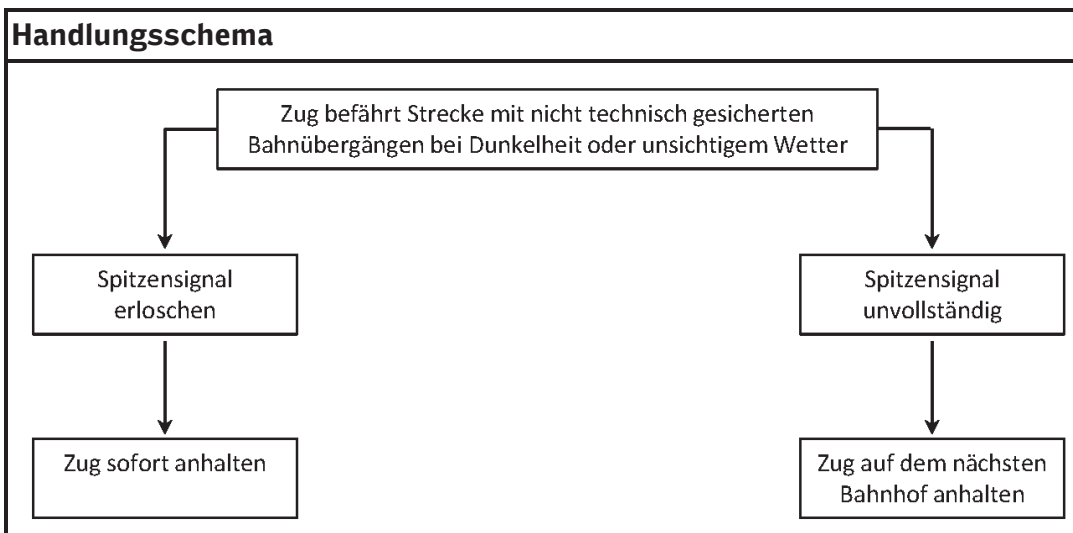 Handlungsschema
Zug befährt Strecke mit nicht technisch gesicherten
Bahnübergängen bei Dunkelheit oder unsichtigem Wetter
Spitzensignal
erloschen
Spitzensignal
unvollständig
Zug sofort anhalten
Zug auf dem nächsten
Bahnhof anhalten